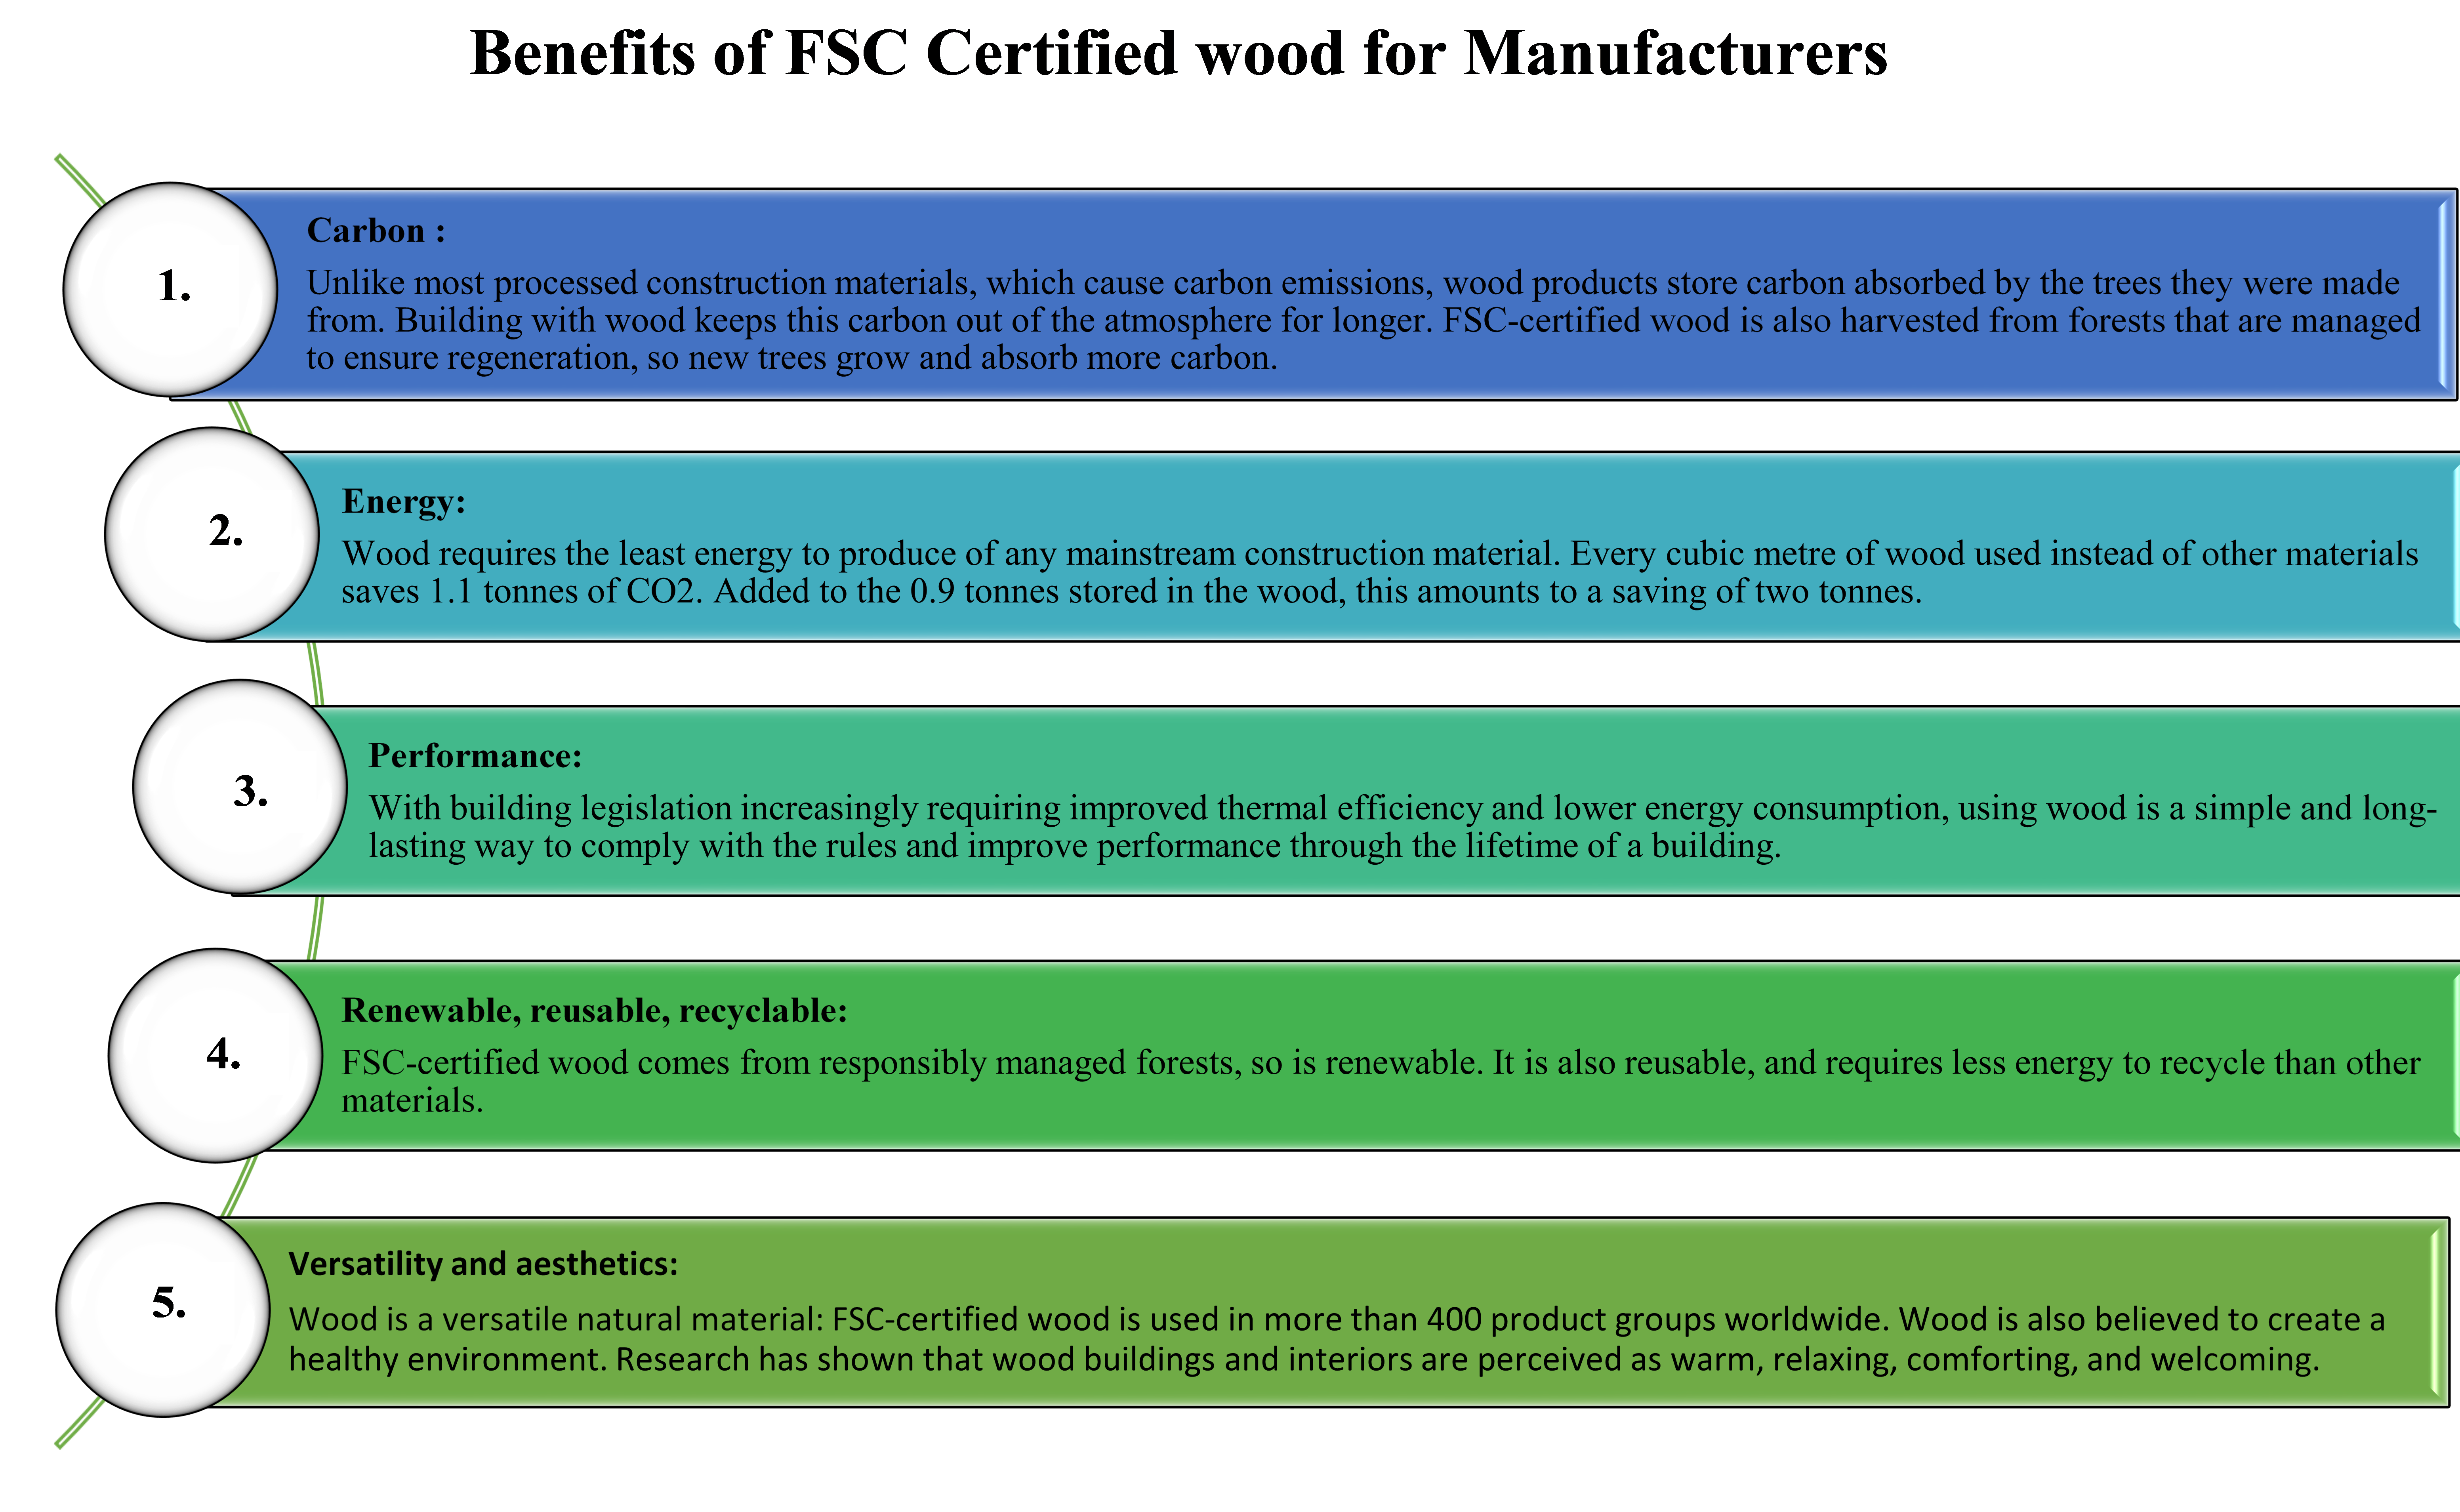 Benefits of FSC Certified wood for Manufacturers
1.
Carbon :
Unlike most processed construction materials, which cause carbon emissions, wood products store carbon absorbed by the trees they were made
from. Building with wood keeps this carbon out of the atmosphere for longer. FSC-certified wood is also harvested from forests that are managed
to ensure regeneration, so new trees grow and absorb more carbon.
2.
Energy:
Wood requires the least energy to produce of any mainstream construction material. Every cubic metre of wood used instead of other materials
saves 1.1 tonnes of CO2. Added to the 0.9 tonnes stored in the wood, this amounts to a saving of two tonnes.
3.
Performance:
With building legislation increasingly requiring improved thermal efficiency and lower energy consumption, using wood is a simple and long-
lasting way to comply with the rules and improve performance through the lifetime of a building.
4.
Renewable, reusable, recyclable:
FSC-certified wood comes from responsibly managed forests, so is renewable. It is also reusable, and requires less energy to recycle than other
materials.
5.
Versatility and aesthetics:
Wood is a versatile natural material: FSC-certified wood is used in more than 400 product groups worldwide. Wood is also believed to create a
healthy environment. Research has shown that wood buildings and interiors are perceived as warm, relaxing, comforting, and welcoming.